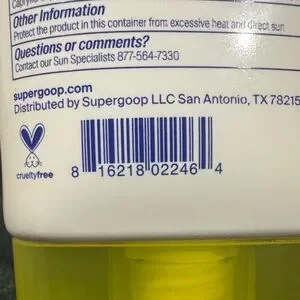 Other Information
Protect the product in this container from excessive heat and direct sun
Questions or comments?
Contact our Sun Specialists 877-564-7330
supergoop.com
Distributed by Supergoop LLC San Antonio, TX 78215
crueltyfree
8 16218 02246 4